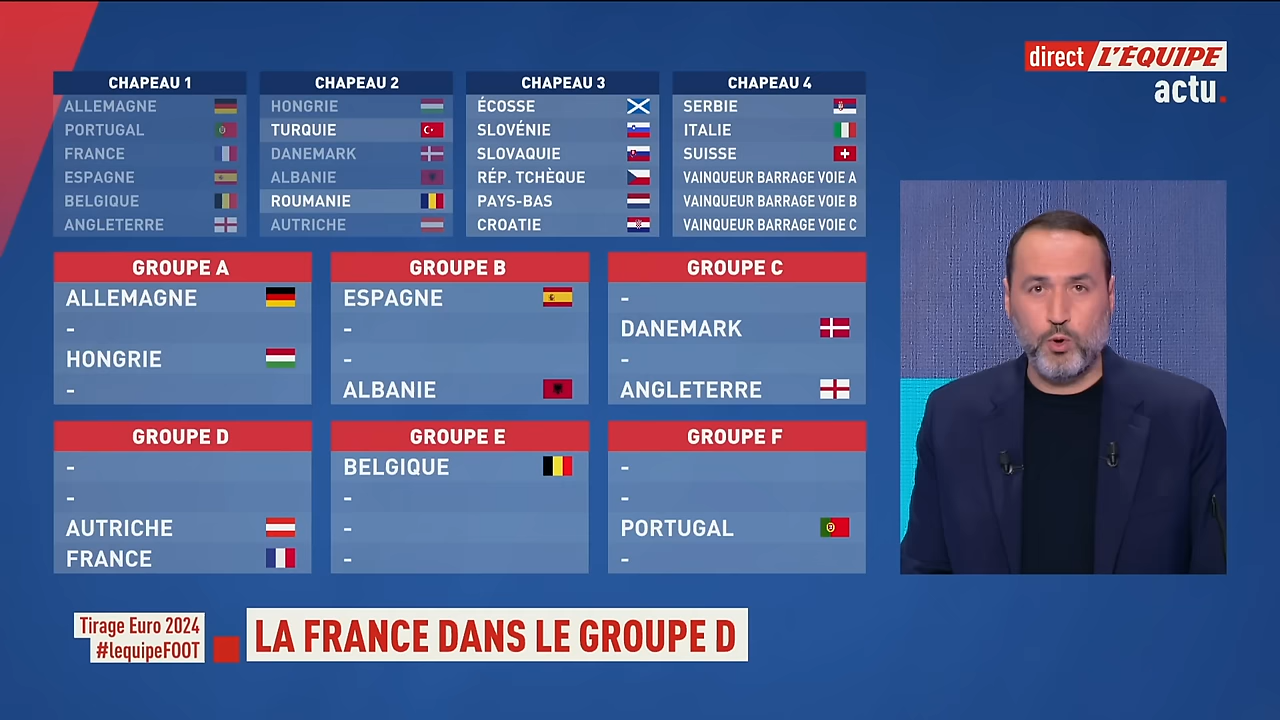 direct L'ÉQUIPE
actu.
CHAPEAU 1
ALLEMAGNE
PORTUGAL
FRANCE
ESPAGNE
BELGIQUE
ANGLETERRE
CHAPEAU 2
HONGRIE
TURQUIE
DANEMARK
ALBANIE
ROUMANIE
AUTRICHE
CHAPEAU 3
ÉCOSSE
SLOVÉNIE
SLOVAQUIE
RÉP. TCHÈQUE
PAYS-BAS
CROATIE
CHAPEAU 4
SERBIE
ITALIE
SUISSE
VAINQUEUR BARRAGE VOIE A
VAINQUEUR BARRAGE VOIE B
VAINQUEUR BARRAGE VOIE C
GROUPE A
ALLEMAGNE
-
HONGRIE
-
GROUPE B
ESPAGNE
-
-
ALBANIE
GROUPE C
-
DANEMARK
-
ANGLETERRE
GROUPE D
-
-
AUTRICHE
FRANCE
GROUPE E
BELGIQUE
-
-
-
GROUPE F
-
-
PORTUGAL
-
Tirage Euro 2024
#lequipeFOOT
LA FRANCE DANS LE GROUPE D